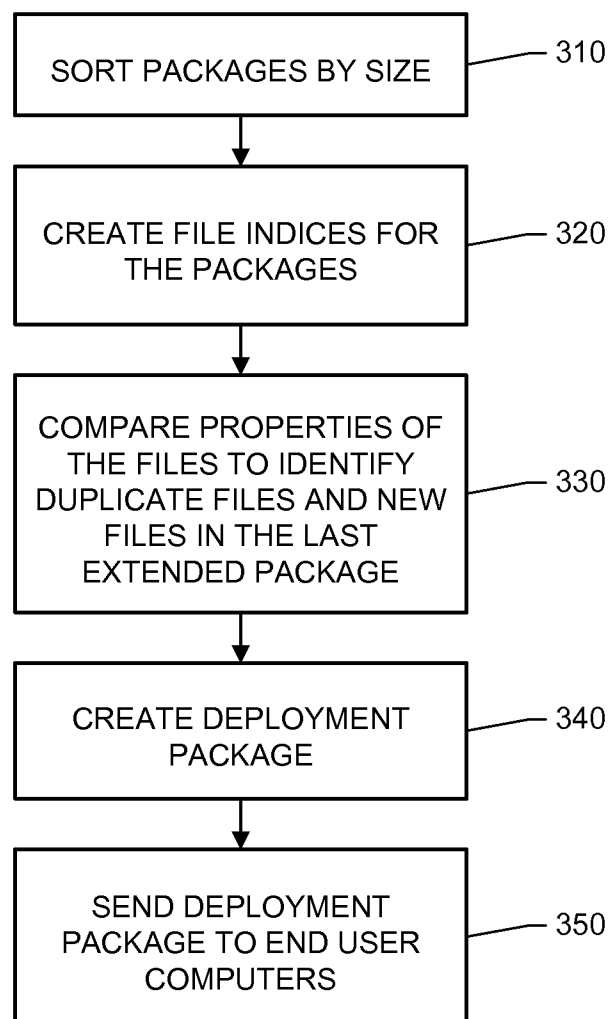 SORT PACKAGES BY SIZE
310
CREATE FILE INDICES FOR
THE PACKAGES
320
COMPARE PROPERTIES OF
THE FILES TO IDENTIFY
DUPLICATE FILES AND NEW
FILES IN THE LAST
EXTENDED PACKAGE
330
CREATE DEPLOYMENT
PACKAGE
340
SEND DEPLOYMENT
PACKAGE TO END USER
COMPUTERS
350